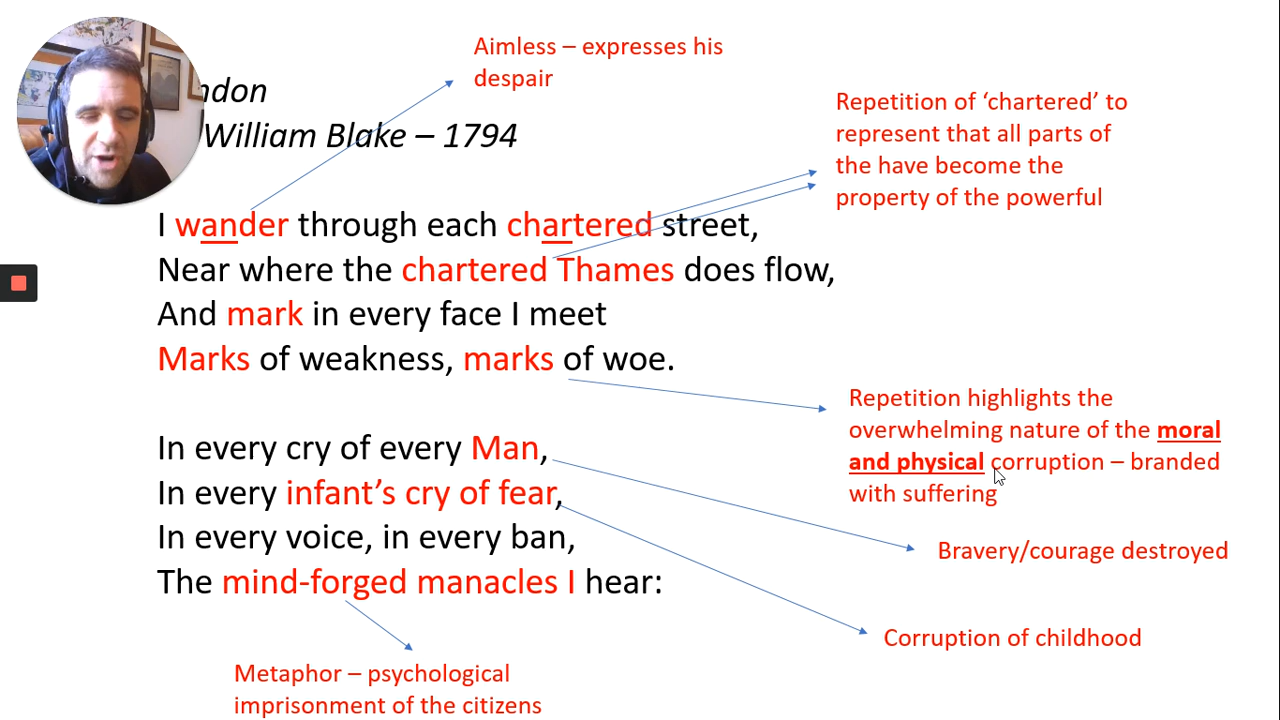 Aimless – expresses his
despair
ndon
William Blake – 1794
Repetition of ‘chartered’ to
represent that all parts of
the have become the
property of the powerful
I wander through each chartered street,
Near where the chartered Thames does flow,
And mark in every face I meet
Marks of weakness, marks of woe.
Repetition highlights the
overwhelming nature of the moral
and physical corruption – branded
with suffering
In every cry of every Man,
In every infant’s cry of fear,
In every voice, in every ban,
The mind-forged manacles I hear:
Bravery/courage destroyed
Corruption of childhood
Metaphor – psychological
imprisonment of the citizens